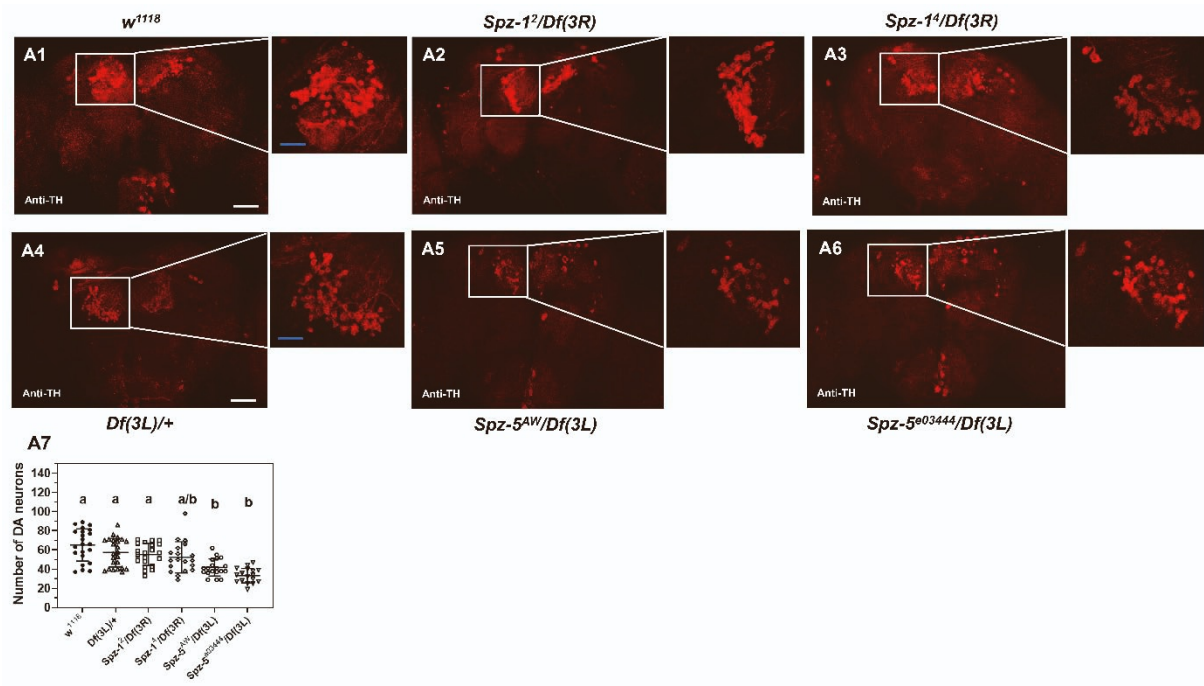 w¹¹¹⁸ Spz-1²/Df(3R) Spz-1⁴/Df(3R)
A1 A2 A3
Anti-TH Anti-TH Anti-TH
A4 A5 A6
Anti-TH Anti-TH Anti-TH
Df(3L)/+ Spz-5ᴬᵂ/Df(3L) Spz-5ᵉ⁰³⁴⁴⁴/Df(3L)
A7
Number of DA neurons
140
120
100
80
60
40
20
0
a a a a/b b b
w¹¹¹⁸
Df(3L)/+
Spz-1²/Df(3R)
Spz-1⁴/Df(3R)
Spz-5ᴬᵂ/Df(3L)
Spz-5ᵉ⁰³⁴⁴⁴/Df(3L)